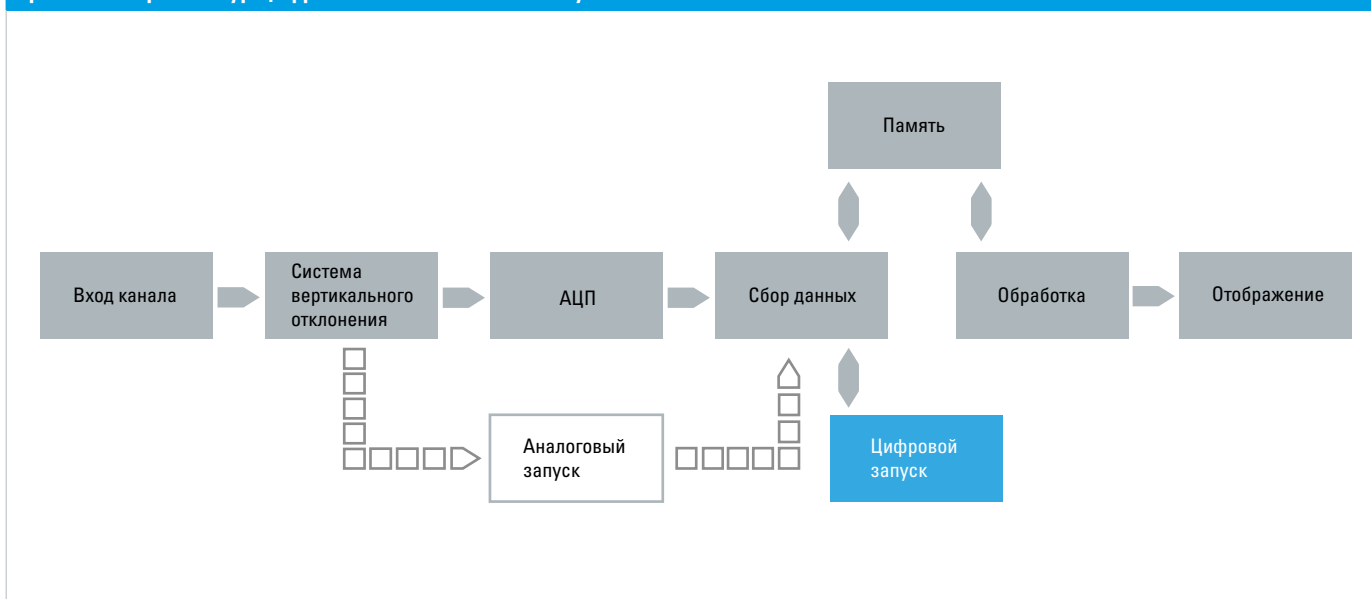 Память
Вход канала
Система
вертикального
отклонения
АЦП
Сбор данных
Обработка
Отображение
Аналоговый
запуск
Цифровой
запуск